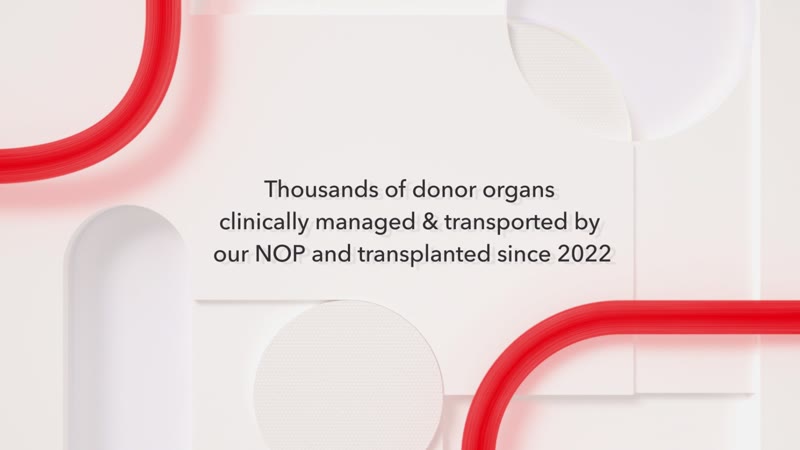 Thousands of donor organs
clinically managed & transported by
our NOP and transplanted since 2022